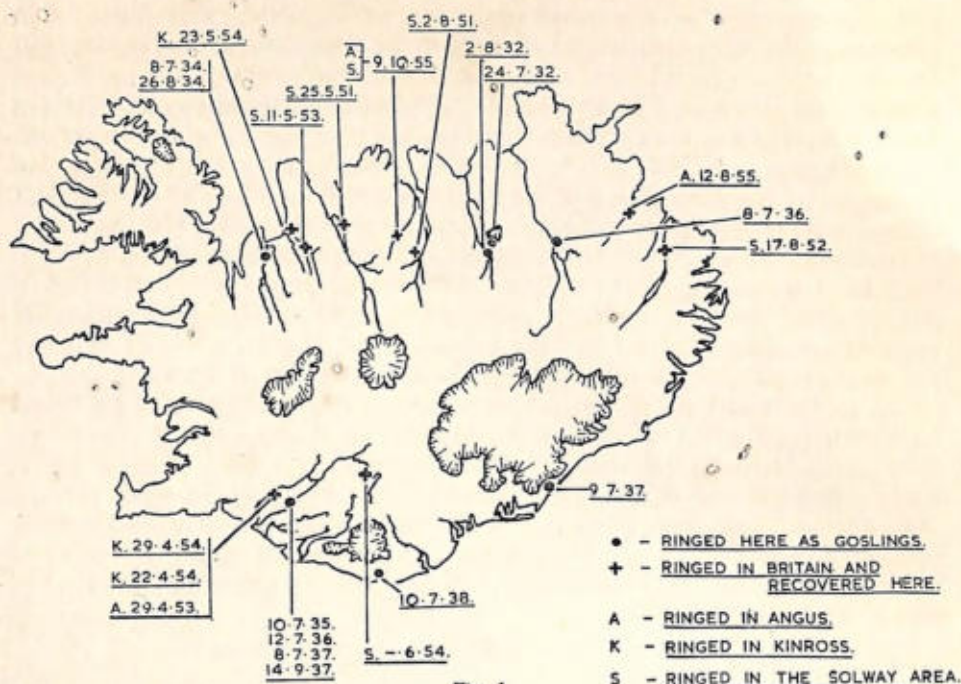 S.2·8·51.
K. 23·5·54.
2·8·32.
8·7·34.
26·8·34.
A.
S.
9.10·55.
24·7·32.
S.25·5·51.
S.11·5·53.
A.12·8·55.
8·7·36.
S.17·8·52.
9 7·37.
K. 29·4·54.
K. 22·4·54.
A. 29·4·53.
10·7·38.
10·7·35.
12·7·36.
8·7·37.
14·9·37.
S. –·6·54.
● – RINGED HERE AS GOSLINGS.
+ – RINGED IN BRITAIN AND
RECOVERED HERE.
A – RINGED IN ANGUS.
K – RINGED IN KINROSS.
S – RINGED IN THE SOLWAY AREA.